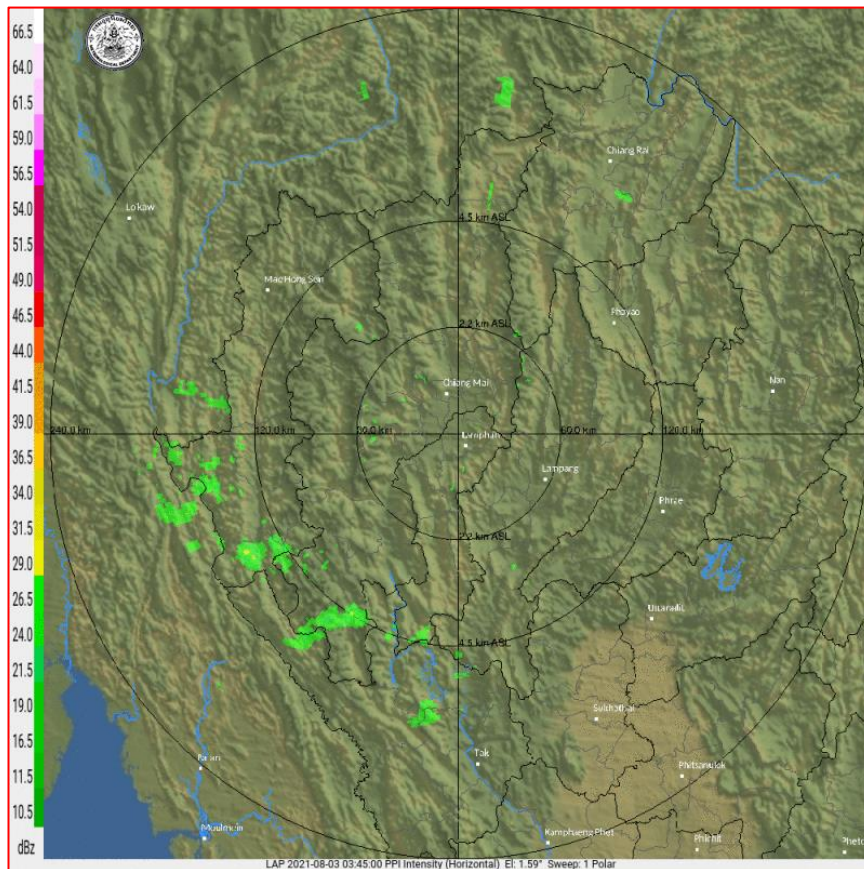 66.5
64.0
61.5
59.0
56.5
54.0
51.5
49.0
46.5
44.0
41.5
39.0
36.5
34.0
31.5
29.0
26.5
24.0
21.5
19.0
16.5
14.0
11.5
10.5
dBz
Chiang Rai
Loikaw
4.5 km ASL
Mae Hong Son
Phayao
2.2 km ASL
Chiang Mai
Nan
240.0 km
120.0 km
60.0 km
120.0 km
Lamphun
Lampang
Phrae
2.2 km ASL
Uttaradit
4.5 km ASL
Sukhothai
Tak
Phitsanulok
Moulmein
Kamphaeng Phet
Phichit
LAP 2021-08-03 03:45:00 PPI Intensity (Horizontal) El: 1.59° Sweep: 1 Polar